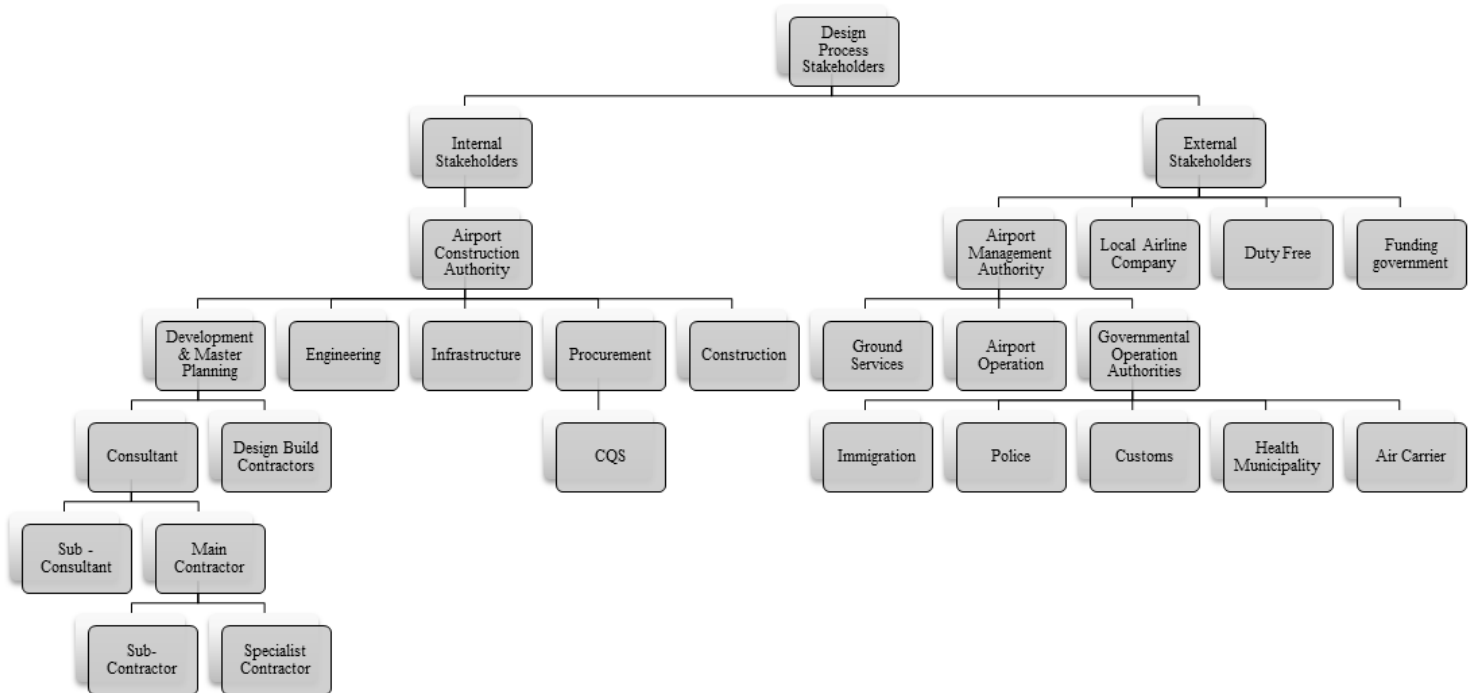 Design
Process
Stakeholders
Internal
Stakeholders
External
Stakeholders
Airport
Construction
Authority
Airport
Management
Authority
Local Airline
Company
Duty Free
Funding
government
Development
& Master
Planning
Engineering
Infrastructure
Procurement
Construction
Ground
Services
Airport
Operation
Governmental
Operation
Authorities
Consultant
Design Build
Contractors
CQS
Immigration
Police
Customs
Health
Municipality
Air Carrier
Sub -
Consultant
Main
Contractor
Sub-
Contractor
Specialist
Contractor